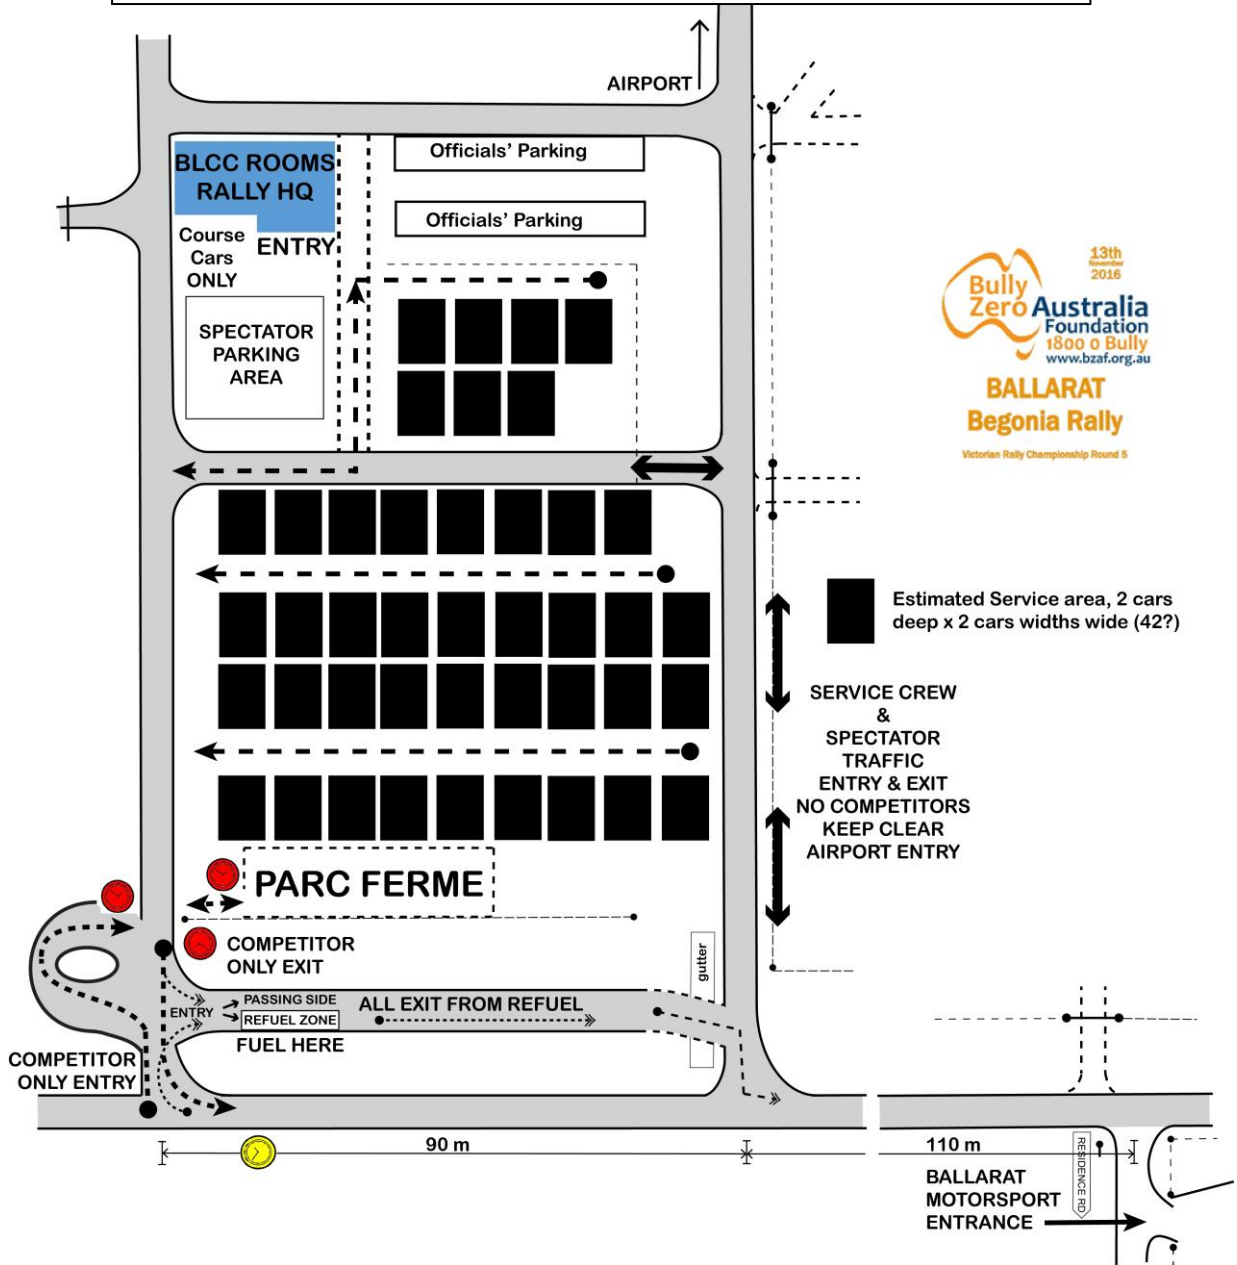 AIRPORT
BLCC ROOMS
RALLY HQ
ENTRY
Officials' Parking
Officials' Parking
Course
Cars
ONLY
SPECTATOR
PARKING
AREA
13th
November
2016
Bully
Zero Australia
Foundation
1800 0 Bully
www.bzaf.org.au
BALLARAT
Begonia Rally
Victorian Rally Championship Round 5
Estimated Service area, 2 cars
deep x 2 cars widths wide (42?)
SERVICE CREW
&
SPECTATOR
TRAFFIC
ENTRY & EXIT
NO COMPETITORS
KEEP CLEAR
AIRPORT ENTRY
PARC FERME
COMPETITOR
ONLY EXIT
gutter
ENTRY
PASSING SIDE
REFUEL ZONE
ALL EXIT FROM REFUEL
FUEL HERE
COMPETITOR
ONLY ENTRY
90 m
110 m
RESIDENCE RD
BALLARAT
MOTORSPORT
ENTRANCE